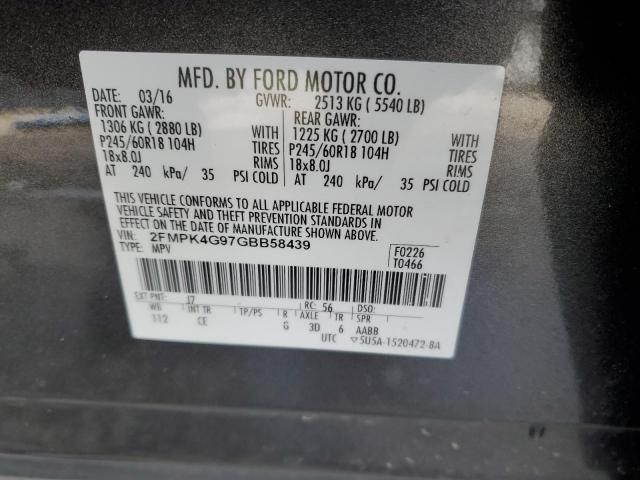 MFD. BY FORD MOTOR CO.
DATE: 03/16 GVWR: 2513 KG ( 5540 LB)
FRONT GAWR: REAR GAWR:
1306 KG ( 2880 LB) WITH 1225 KG ( 2700 LB) WITH
P245/60R18 104H TIRES P245/60R18 104H TIRES
18x8.0J RIMS 18x8.0J RIMS
AT 240 kPa/ 35 PSI COLD AT 240 kPa/ 35 PSI COLD
THIS VEHICLE CONFORMS TO ALL APPLICABLE FEDERAL MOTOR
VEHICLE SAFETY AND THEFT PREVENTION STANDARDS IN
EFFECT ON THE DATE OF MANUFACTURE SHOWN ABOVE.
VIN: 2FMPK4G97GBB58439 F0226
TYPE: MPV T0466
EXT PNT: J7 RC: 56 DSO:
WB INT TR TP/PS R AXLE TR SPR
112 CE G 3D 6 AABB
UTC ▽5U5A-1520472-BA